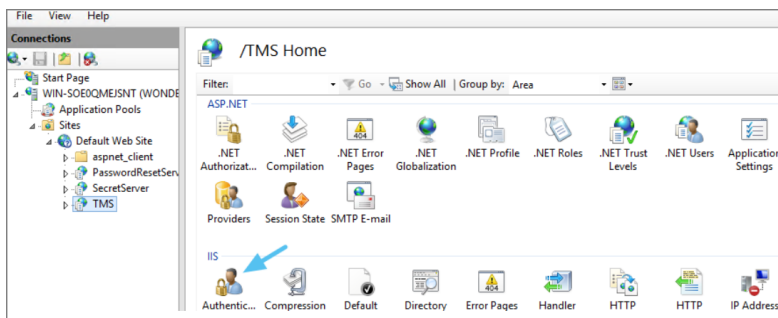 File View Help
Connections
Start Page
WIN-SOE0QMEJSNT (WONDE
Application Pools
Sites
Default Web Site
aspnet_client
PasswordResetServ
SecretServer
TMS
/TMS Home
Filter: Go Show All Group by: Area
ASP.NET
.NET Authorizat...
.NET Compilation
.NET Error Pages
.NET Globalization
.NET Profile
.NET Roles
.NET Trust Levels
.NET Users
Application Settings
Providers
Session State
SMTP E-mail
IIS
Authentic...
Compression
Default
Directory
404
Error Pages
Handler
HTTP
HTTP
IP Address